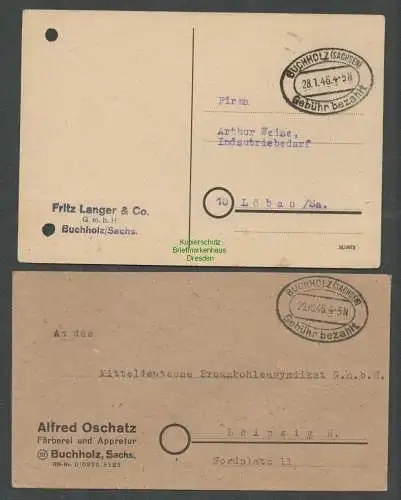 BUCHHOLZ (SACHSEN)
28.1.46.4-5N
Gebühr bezahlt
Firma
Arthur Weise,
Industriebedarf
10 Löbau /Sa.
Fritz Langer & Co.
G. m. b. H
Buchholz/Sachs.
Kopierschutz
Briefmarkenhaus
Dresden
BUCHHOLZ (SACHSEN)
Gebühr bezahlt
An das
Mitteldeutsche Braunkohlensyndikat G.m.b.H.
Alfred Oschatz
Färberei und Appretur
Buchholz, Sachs.
Leipzig
Nordplatz 11